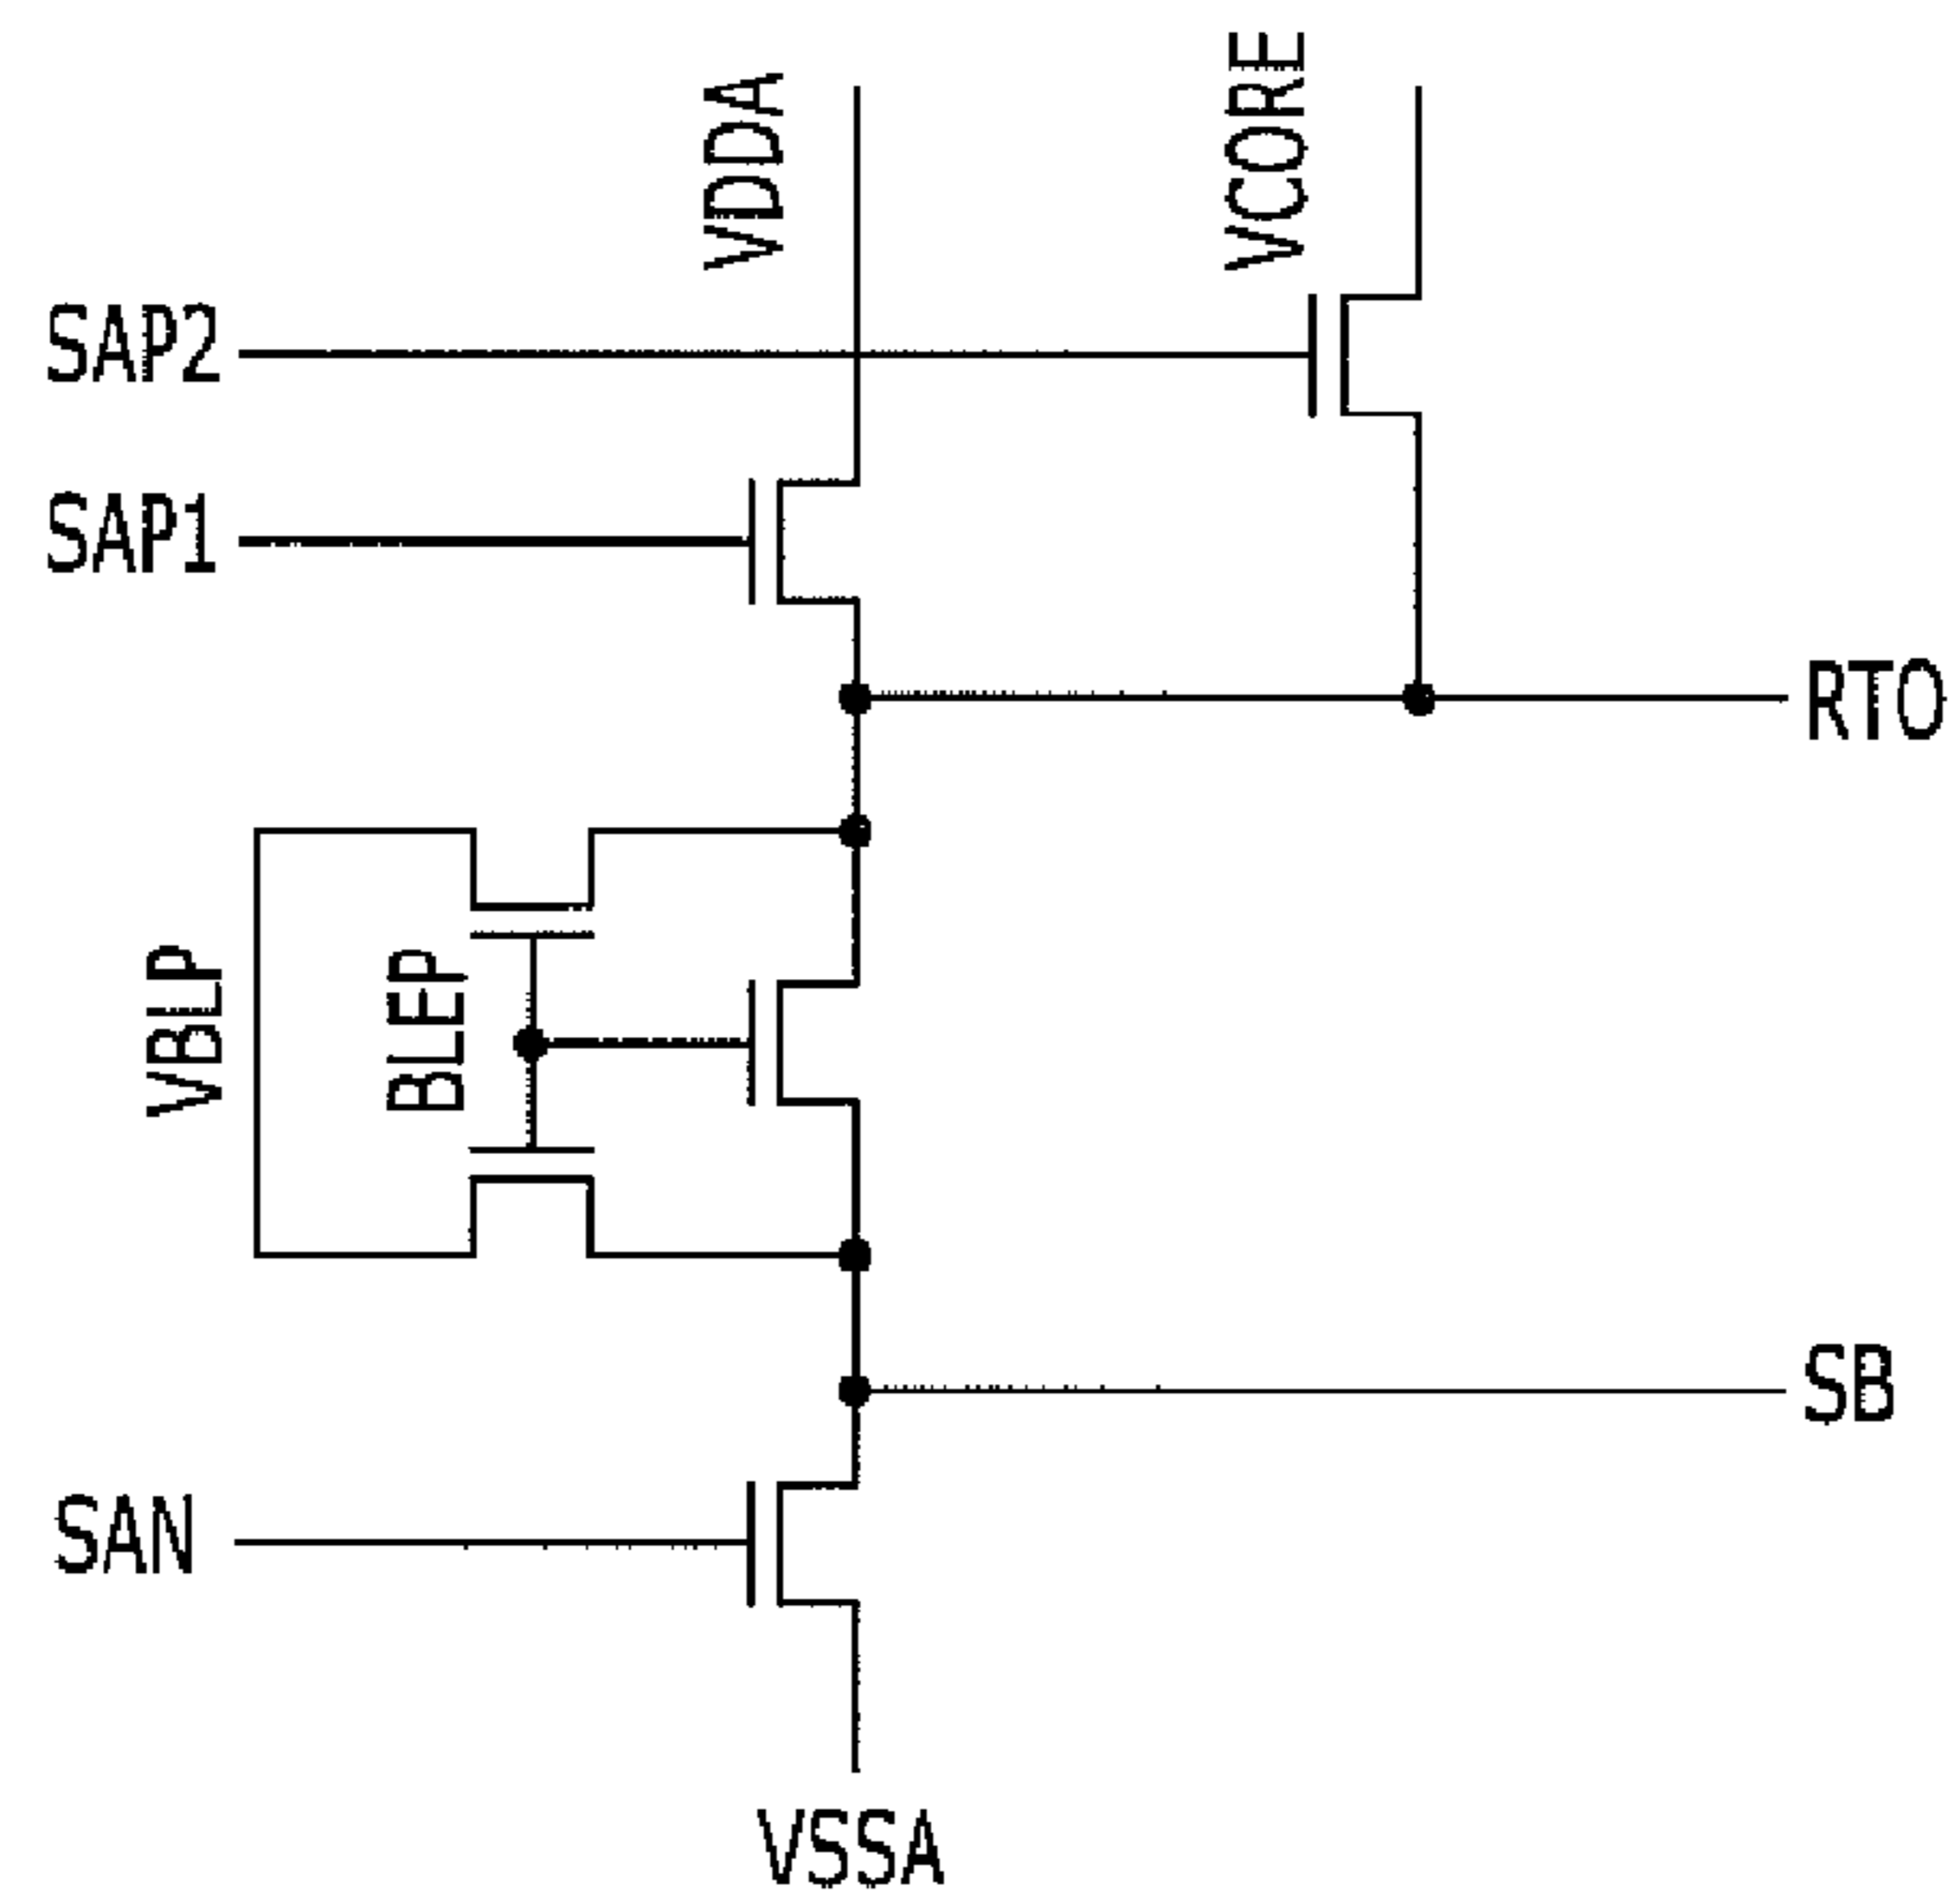 VDDA
VCORE
SAP2
SAP1
RTO
VBLP
BLEP
SB
SAN
VSSA